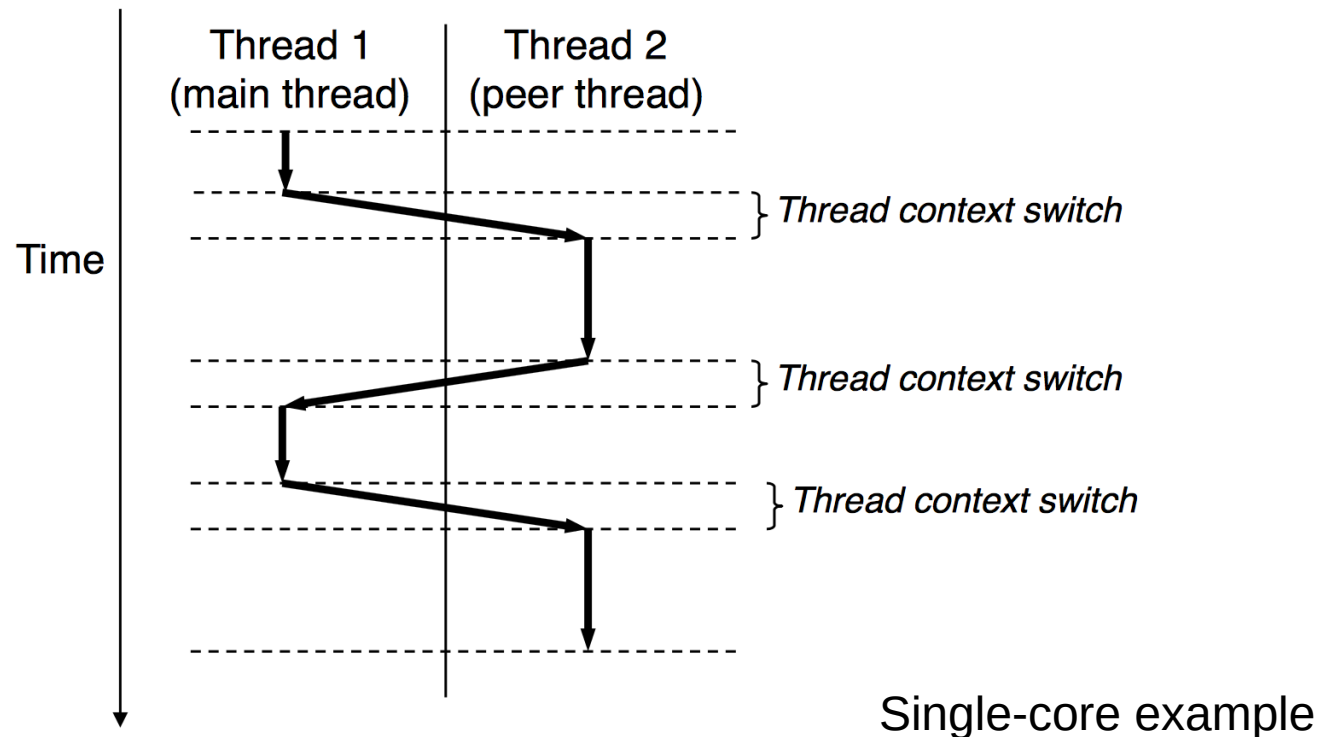 Thread 1
(main thread)
Thread 2
(peer thread)
Thread context switch
Time
Thread context switch
Thread context switch
Single-core example